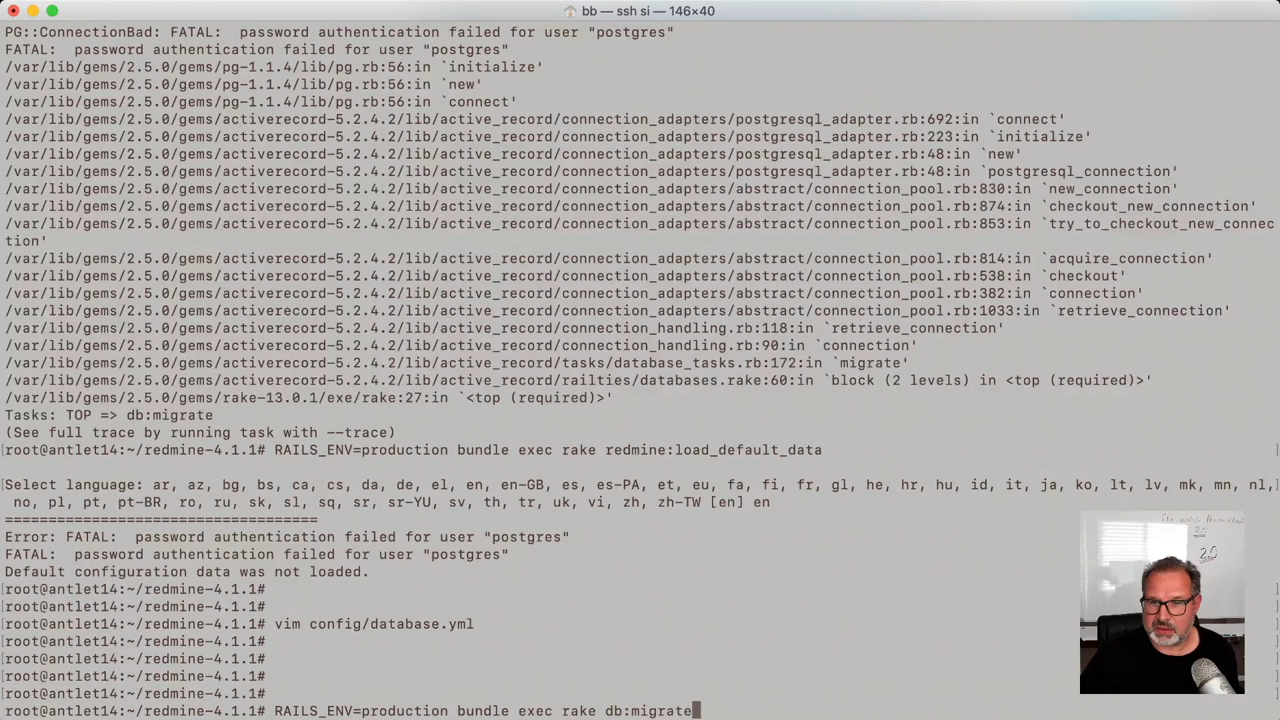 bb — ssh si — 146×40
PG::ConnectionBad: FATAL:  password authentication failed for user "postgres"
FATAL:  password authentication failed for user "postgres"
/var/lib/gems/2.5.0/gems/pg-1.1.4/lib/pg.rb:56:in `initialize'
/var/lib/gems/2.5.0/gems/pg-1.1.4/lib/pg.rb:56:in `new'
/var/lib/gems/2.5.0/gems/pg-1.1.4/lib/pg.rb:56:in `connect'
/var/lib/gems/2.5.0/gems/activerecord-5.2.4.2/lib/active_record/connection_adapters/postgresql_adapter.rb:692:in `connect'
/var/lib/gems/2.5.0/gems/activerecord-5.2.4.2/lib/active_record/connection_adapters/postgresql_adapter.rb:223:in `initialize'
/var/lib/gems/2.5.0/gems/activerecord-5.2.4.2/lib/active_record/connection_adapters/postgresql_adapter.rb:48:in `new'
/var/lib/gems/2.5.0/gems/activerecord-5.2.4.2/lib/active_record/connection_adapters/postgresql_adapter.rb:48:in `postgresql_connection'
/var/lib/gems/2.5.0/gems/activerecord-5.2.4.2/lib/active_record/connection_adapters/abstract/connection_pool.rb:830:in `new_connection'
/var/lib/gems/2.5.0/gems/activerecord-5.2.4.2/lib/active_record/connection_adapters/abstract/connection_pool.rb:874:in `checkout_new_connection'
/var/lib/gems/2.5.0/gems/activerecord-5.2.4.2/lib/active_record/connection_adapters/abstract/connection_pool.rb:853:in `try_to_checkout_new_connec
tion'
/var/lib/gems/2.5.0/gems/activerecord-5.2.4.2/lib/active_record/connection_adapters/abstract/connection_pool.rb:814:in `acquire_connection'
/var/lib/gems/2.5.0/gems/activerecord-5.2.4.2/lib/active_record/connection_adapters/abstract/connection_pool.rb:538:in `checkout'
/var/lib/gems/2.5.0/gems/activerecord-5.2.4.2/lib/active_record/connection_adapters/abstract/connection_pool.rb:382:in `connection'
/var/lib/gems/2.5.0/gems/activerecord-5.2.4.2/lib/active_record/connection_adapters/abstract/connection_pool.rb:1033:in `retrieve_connection'
/var/lib/gems/2.5.0/gems/activerecord-5.2.4.2/lib/active_record/connection_handling.rb:118:in `retrieve_connection'
/var/lib/gems/2.5.0/gems/activerecord-5.2.4.2/lib/active_record/connection_handling.rb:90:in `connection'
/var/lib/gems/2.5.0/gems/activerecord-5.2.4.2/lib/active_record/tasks/database_tasks.rb:172:in `migrate'
/var/lib/gems/2.5.0/gems/activerecord-5.2.4.2/lib/active_record/railties/databases.rake:60:in `block (2 levels) in <top (required)>'
/var/lib/gems/2.5.0/gems/rake-13.0.1/exe/rake:27:in `<top (required)>'
Tasks: TOP => db:migrate
(See full trace by running task with --trace)
[root@antlet14:~/redmine-4.1.1# RAILS_ENV=production bundle exec rake redmine:load_default_data ]

[Select language: ar, az, bg, bs, ca, cs, da, de, el, en, en-GB, es, es-PA, et, eu, fa, fi, fr, gl, he, hr, hu, id, it, ja, ko, lt, lv, mk, mn, nl,]
 no, pl, pt, pt-BR, ro, ru, sk, sl, sq, sr, sr-YU, sv, th, tr, uk, vi, zh, zh-TW [en] en
====================================
Error: FATAL:  password authentication failed for user "postgres"
FATAL:  password authentication failed for user "postgres"
Default configuration data was not loaded.
[root@antlet14:~/redmine-4.1.1#
[root@antlet14:~/redmine-4.1.1#
[root@antlet14:~/redmine-4.1.1# vim config/database.yml
[root@antlet14:~/redmine-4.1.1#
[root@antlet14:~/redmine-4.1.1#
[root@antlet14:~/redmine-4.1.1#
[root@antlet14:~/redmine-4.1.1#
root@antlet14:~/redmine-4.1.1# RAILS_ENV=production bundle exec rake db:migrate
2.0